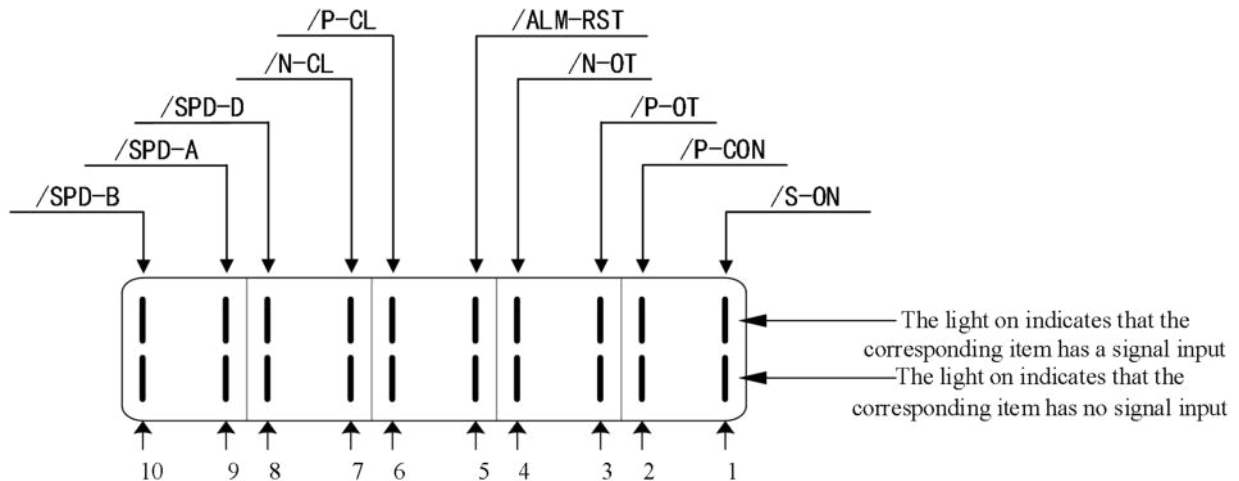 /P-CL
/ALM-RST
/N-CL
/N-OT
/SPD-D
/P-OT
/SPD-A
/P-CON
/SPD-B
/S-ON
The light on indicates that the
corresponding item has a signal input
The light on indicates that the
corresponding item has no signal input
10 9 8 7 6 5 4 3 2 1